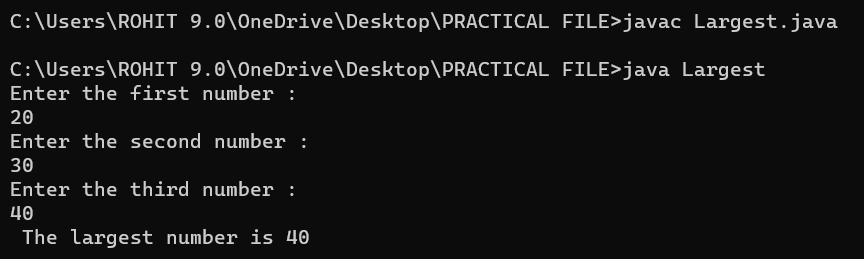 C:\Users\ROHIT 9.0\OneDrive\Desktop\PRACTICAL FILE>javac Largest.java
C:\Users\ROHIT 9.0\OneDrive\Desktop\PRACTICAL FILE>java Largest
Enter the first number :
20
Enter the second number :
30
Enter the third number :
40
 The largest number is 40